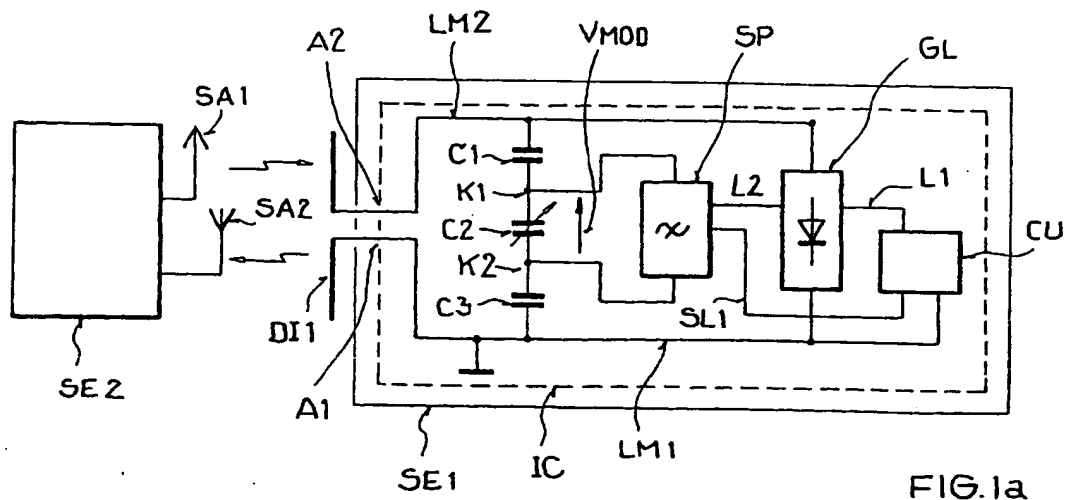 LM2
VMOD
SP
GL
A2
SA1
C1
K1
L2
L1
SA2
C2
CU
K2
C3
SL1
DI1
SE2
A1
SE1
IC
LM1
FIG.1a